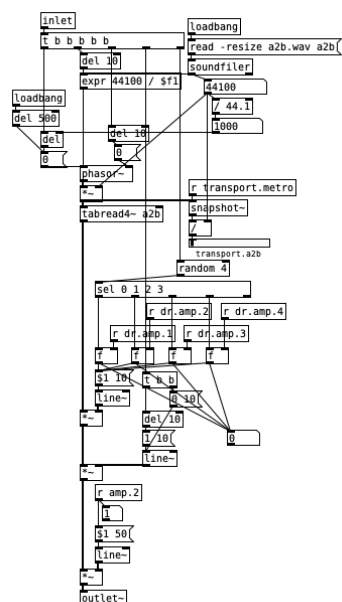 inlet
loadbang
t b b b b b
read -resize a2b.wav a2b
del 10
soundfiler
expr 44100 / $f1
44100
loadbang
/ 44.1
del 500
1000
del 10
del
0
0
phasor~
*~
r transport.metro
tabread4~ a2b
snapshot~
/
transport.a2b
random 4
sel 0 1 2 3
r dr.amp.2
r dr.amp.4
r dr.amp.1
r dr.amp.3
f
f
f
f
$1 10
t b b
line~
0 10
*~
del 10
1 10
0
line~
*~
r amp.2
1
$1 50
line~
*~
outlet~